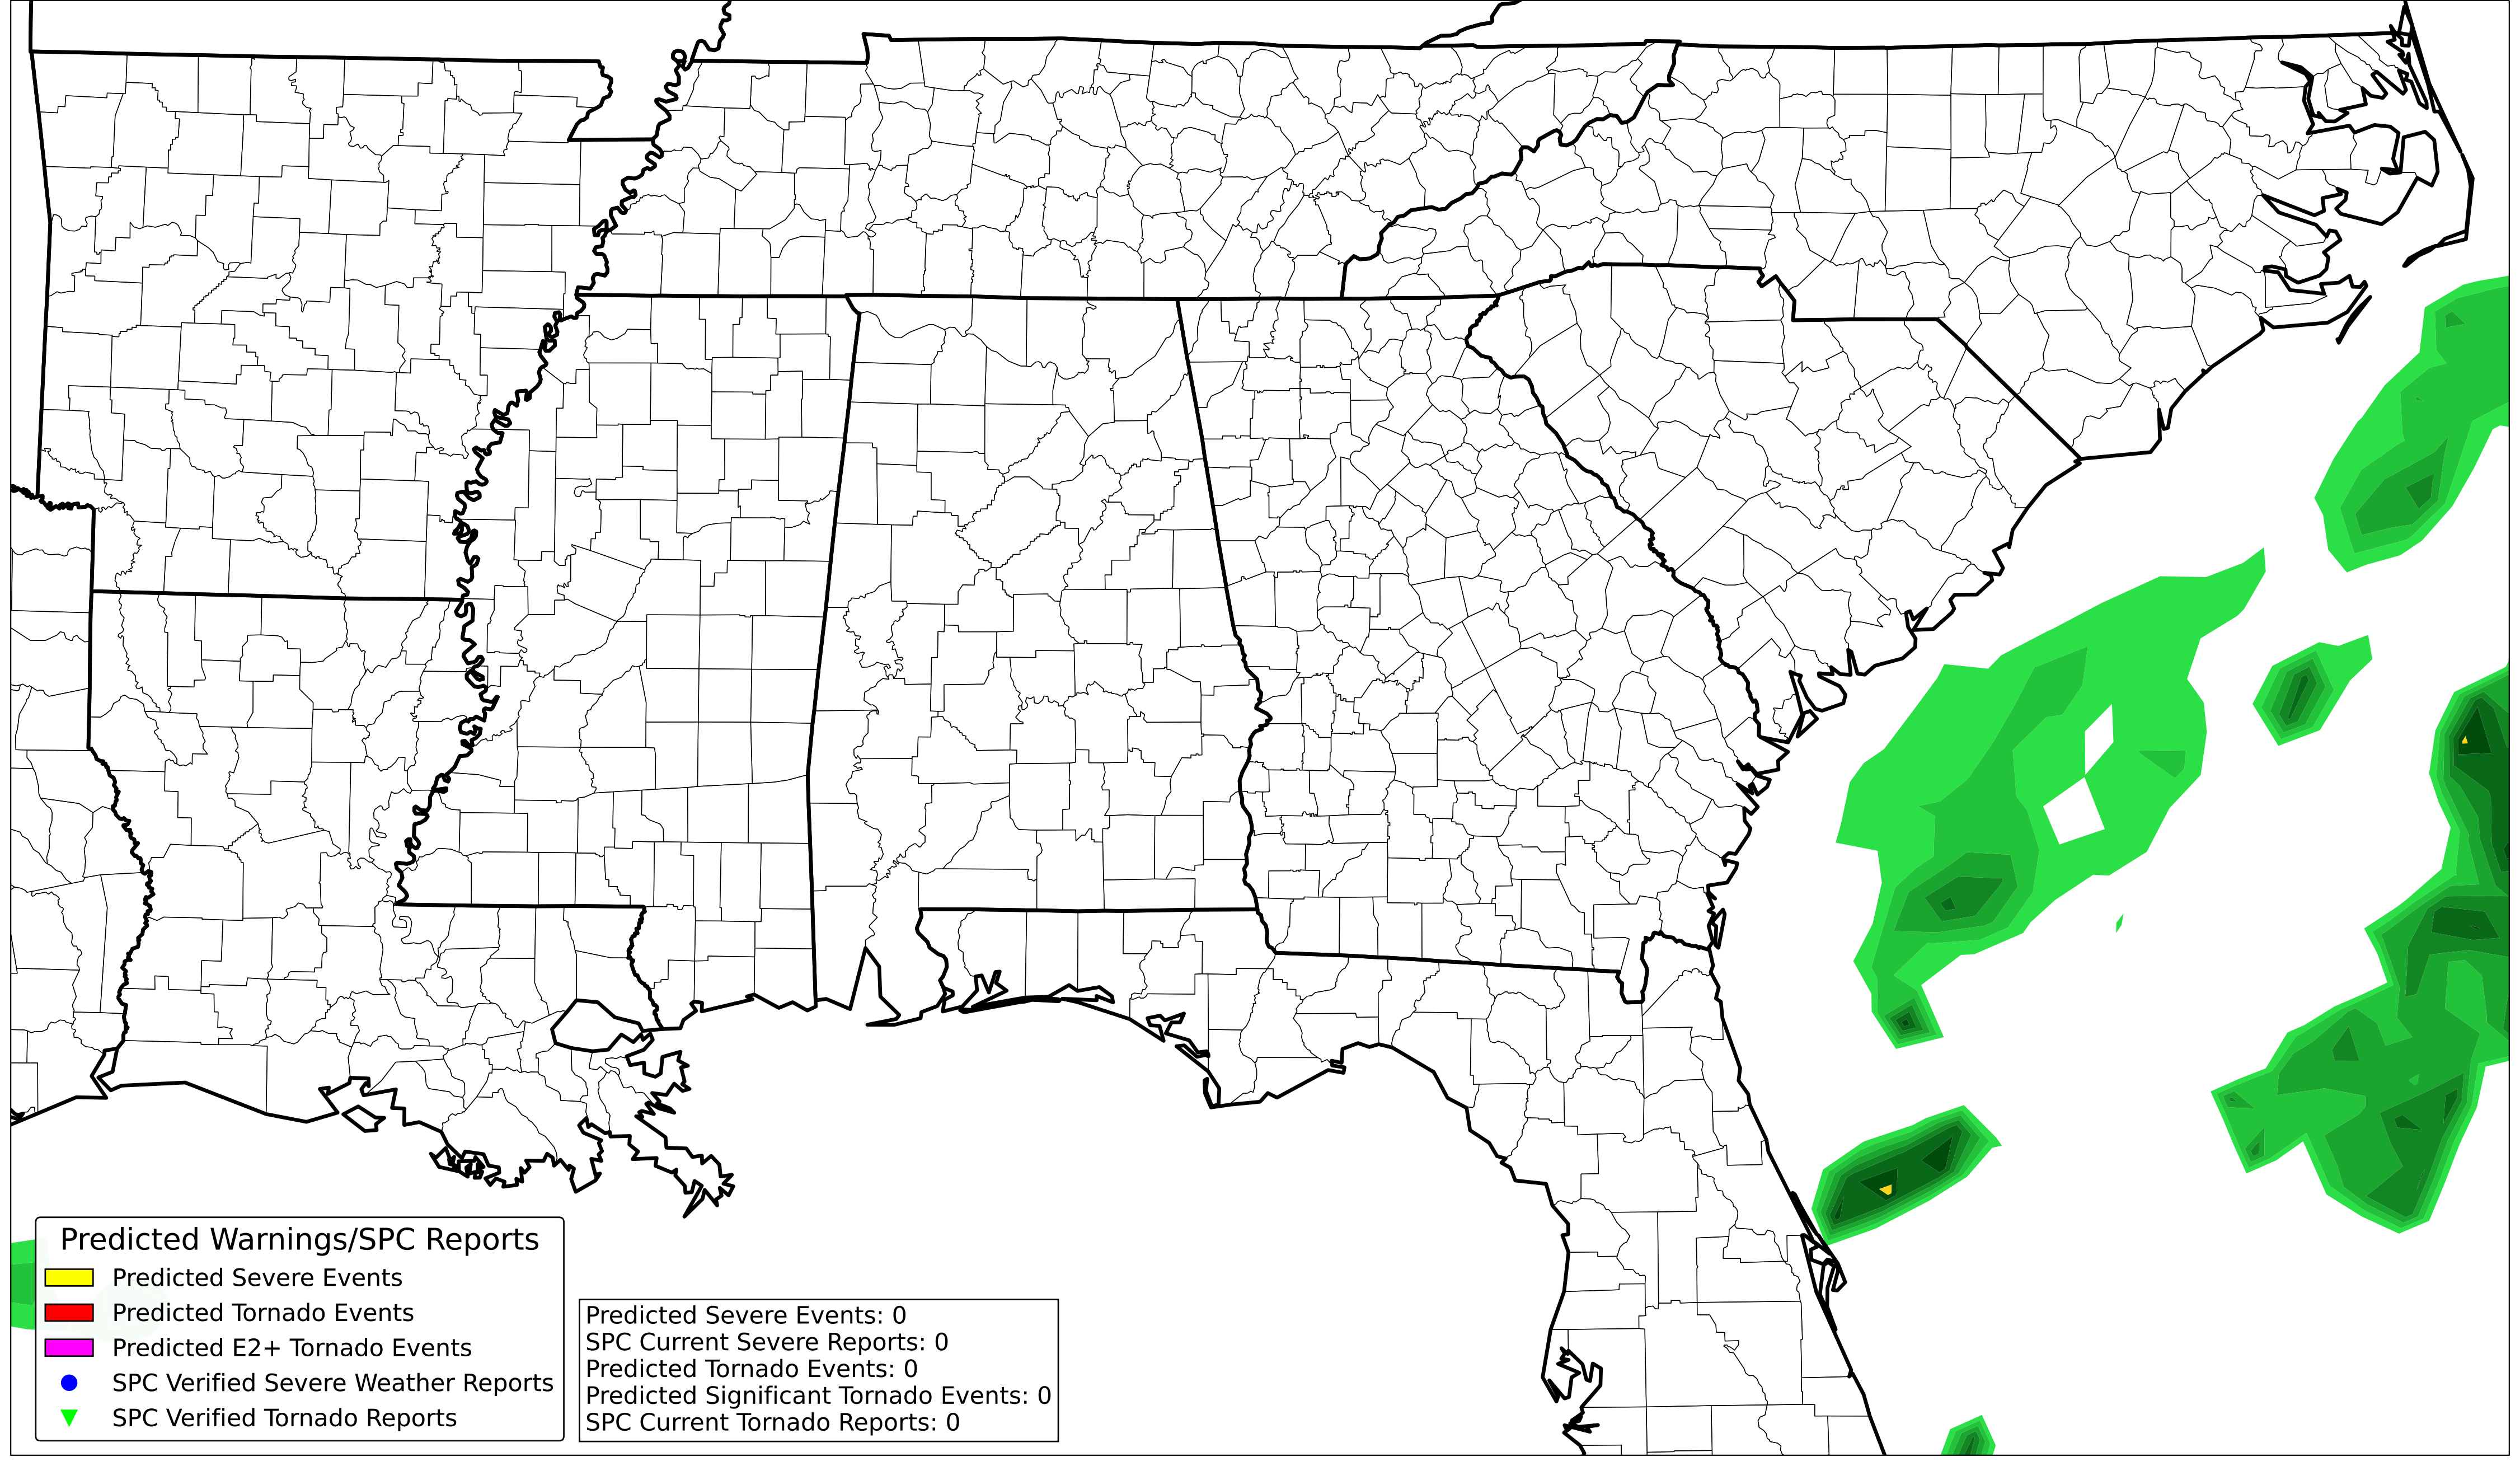 Predicted Warnings/SPC Reports
Predicted Severe Events
Predicted Tornado Events
Predicted E2+ Tornado Events
SPC Verified Severe Weather Reports
SPC Verified Tornado Reports
Predicted Severe Events: 0
SPC Current Severe Reports: 0
Predicted Tornado Events: 0
Predicted Significant Tornado Events: 0
SPC Current Tornado Reports: 0